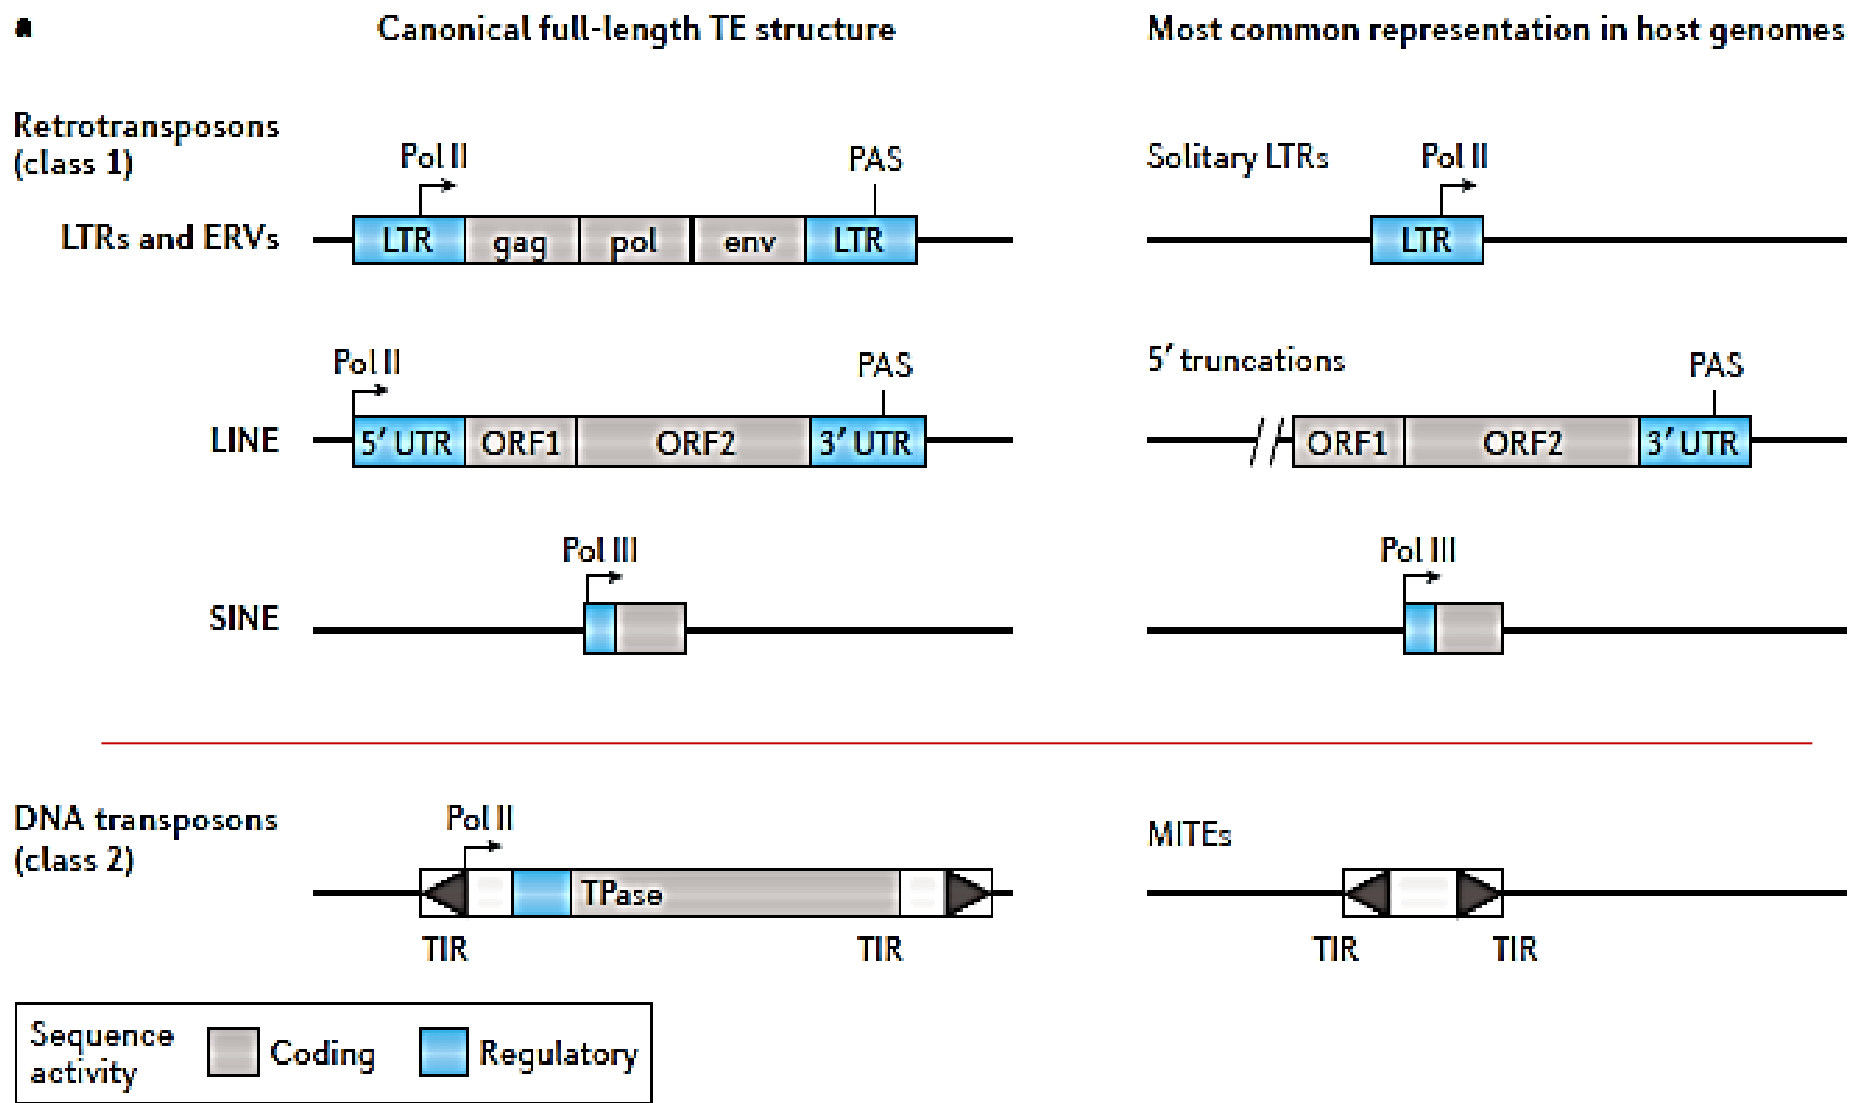 a
Canonical full-length TE structure
Most common representation in host genomes
Retrotransposons
(class 1)
Pol II
PAS
Solitary LTRs
Pol II
LTRs and ERVs
LTR gag pol env LTR
LTR
Pol II
PAS
5′ truncations
PAS
LINE
5′ UTR ORF1 ORF2 3′ UTR
ORF1 ORF2 3′ UTR
Pol III
Pol III
SINE
DNA transposons
(class 2)
Pol II
MITEs
TPase
TIR
TIR
TIR
TIR
Sequence
activity
Coding
Regulatory